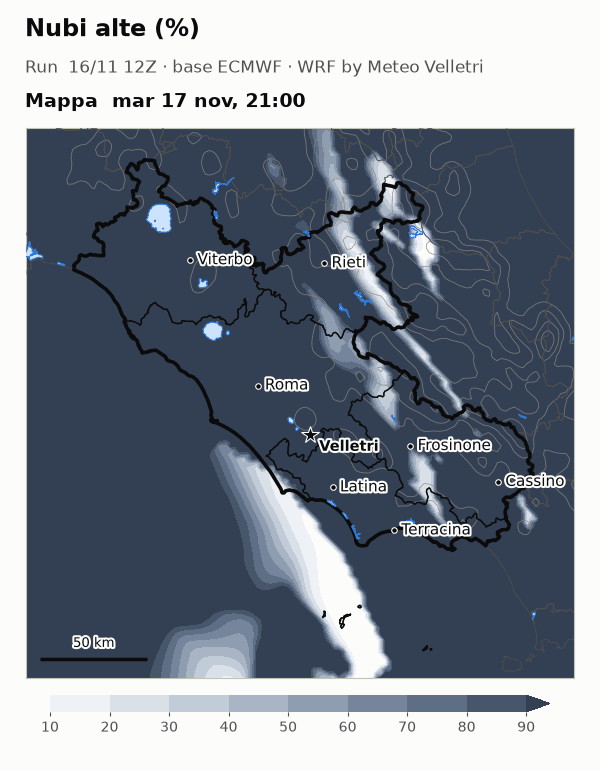 Nubi alte (%)
Run  16/11 12Z · base ECMWF · WRF by Meteo Velletri
Mappa  mar 17 nov, 21:00
Viterbo
Rieti
Roma
Velletri
Frosinone
Latina
Cassino
Terracina
50 km
10 20 30 40 50 60 70 80 90